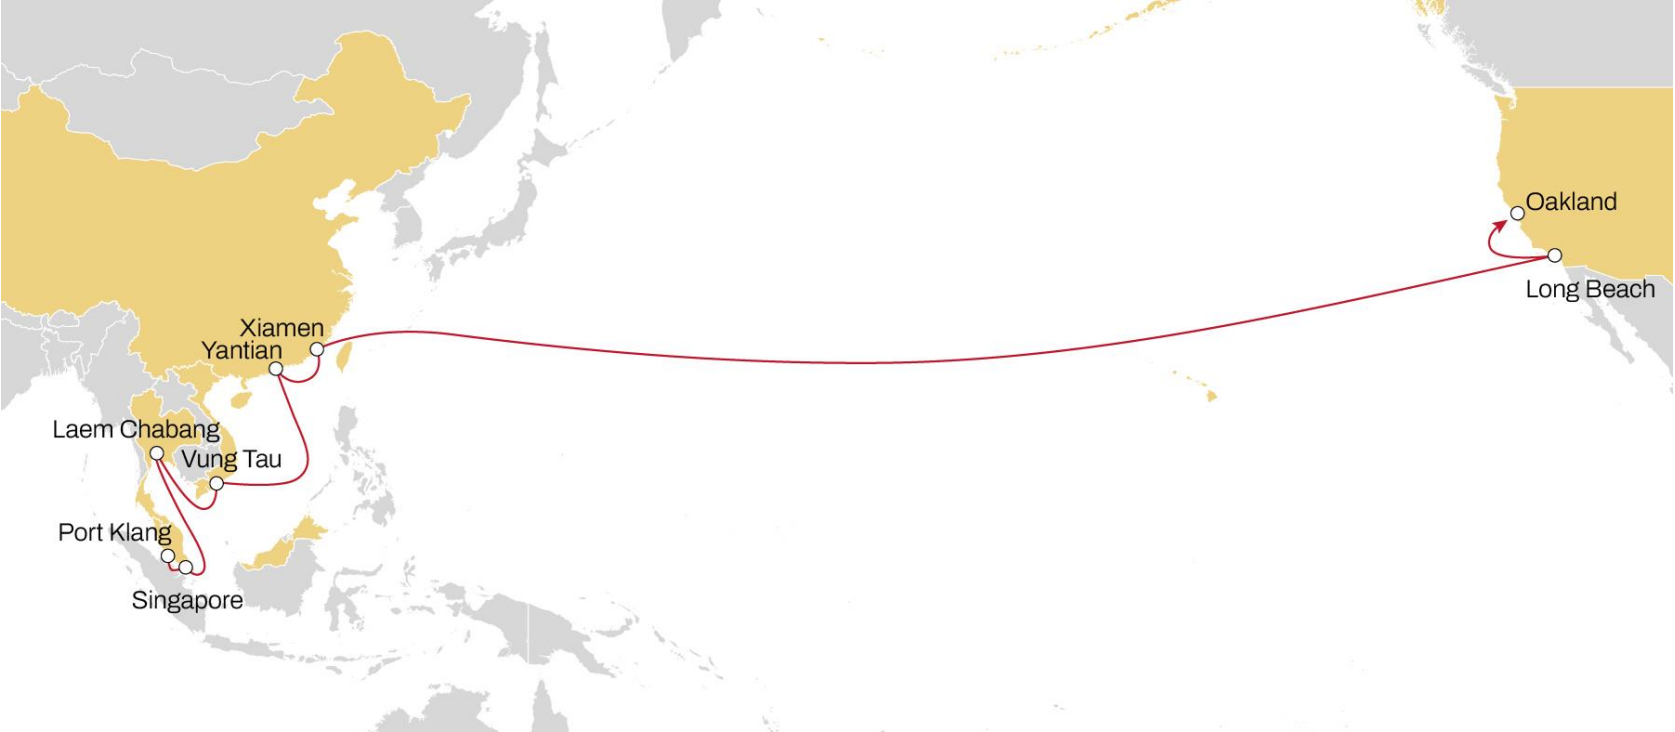 Oakland
Long Beach
Xiamen
Yantian
Laem Chabang
Vung Tau
Port Klang
Singapore